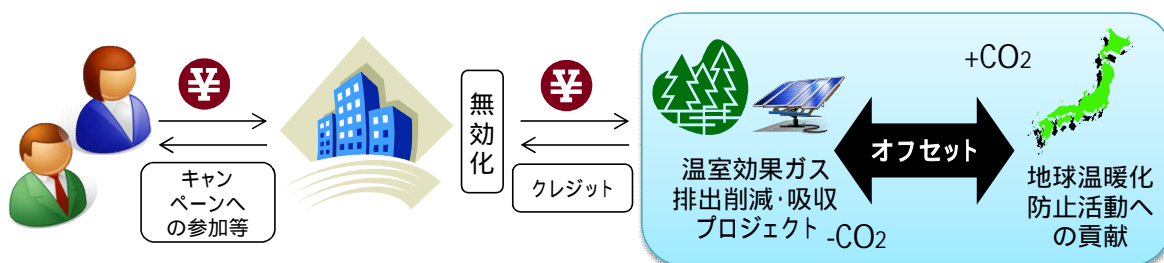 ¥
キャン
ペーンへ
の参加等
無効化
¥
クレジット
温室効果ガス
排出削減･吸収
プロジェクト
-CO2
オフセット
+CO2
地球温暖化
防止活動へ
の貢献